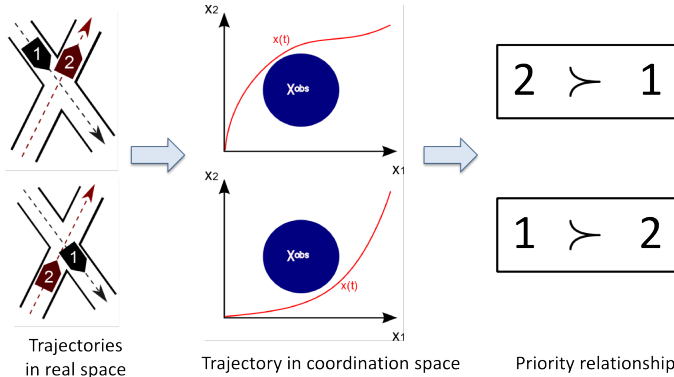 1
2
X2
x(t)
χobs
X1
2 ≻ 1
2
1
X2
χobs
x(t)
X1
1 ≻ 2
Trajectories
in real space
Trajectory in coordination space
Priority relationship